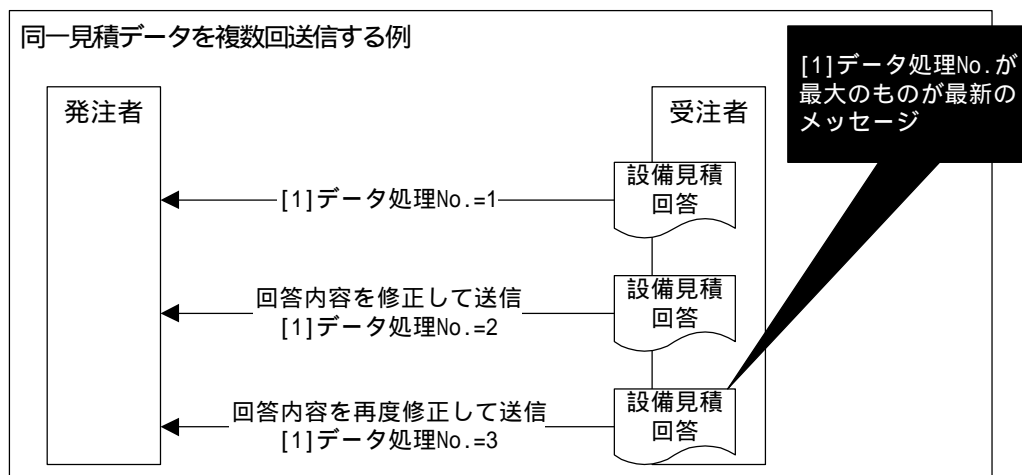 同一見積データを複数回送信する例
[1]データ処理No.が
最大のものが最新の
メッセージ
発注者
受注者
設備見積
回答
[1]データ処理No.=1
設備見積
回答
回答内容を修正して送信
[1]データ処理No.=2
設備見積
回答
回答内容を再度修正して送信
[1]データ処理No.=3